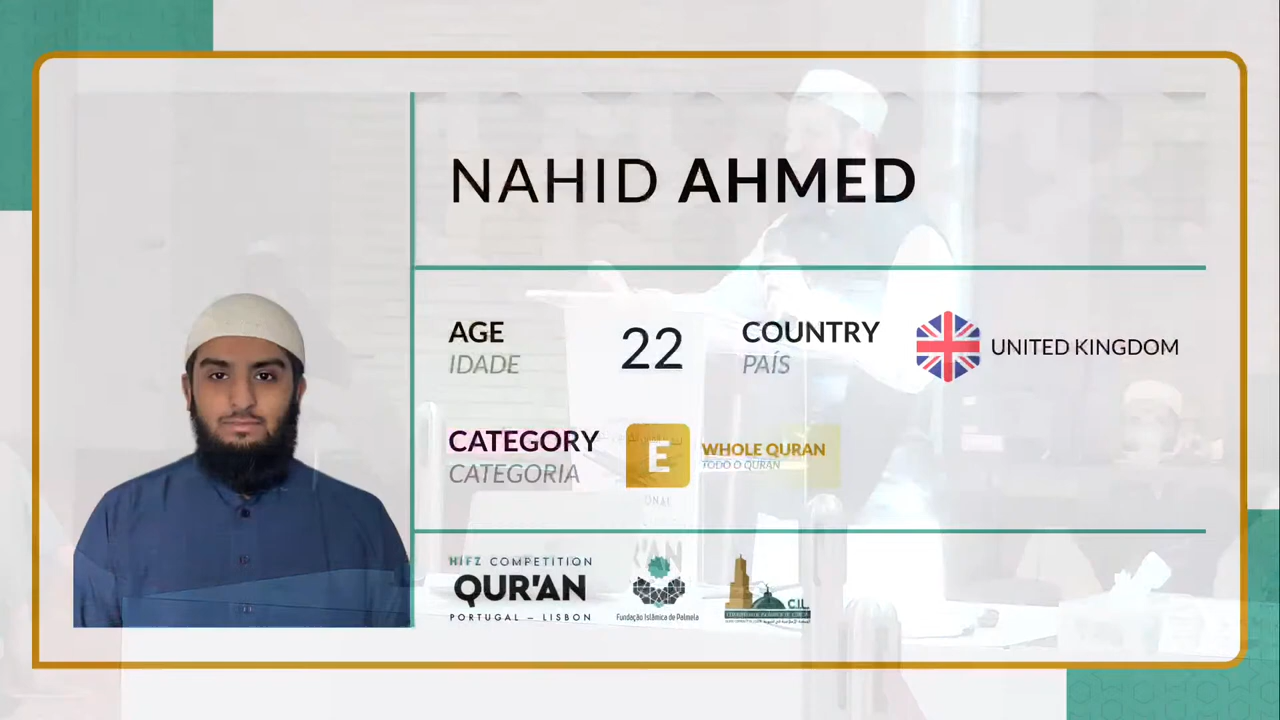 NAHID AHMED
AGE
IDADE
22
COUNTRY
PAÍS
UNITED KINGDOM
CATEGORY
CATEGORIA
E
WHOLE QURAN
TODO O QURAN
HIFZ COMPETITION
QUR'AN
PORTUGAL – LISBON
Fundação Islâmica de Palmela
CIL